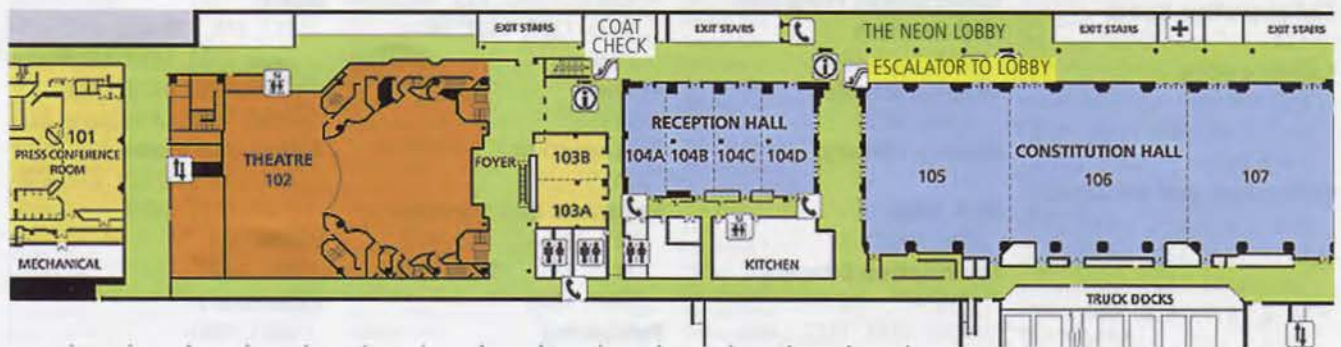 EXIT STAIRS
COAT
CHECK
EXIT STAIRS
THE NEON LOBBY
EXIT STAIRS
EXIT STAIRS
ESCALATOR TO LOBBY
101
PRESS CONFERENCE
ROOM
MECHANICAL
THEATRE
102
FOYER
103B
103A
RECEPTION HALL
104A
104B
104C
104D
KITCHEN
CONSTITUTION HALL
105
106
107
TRUCK DOCKS